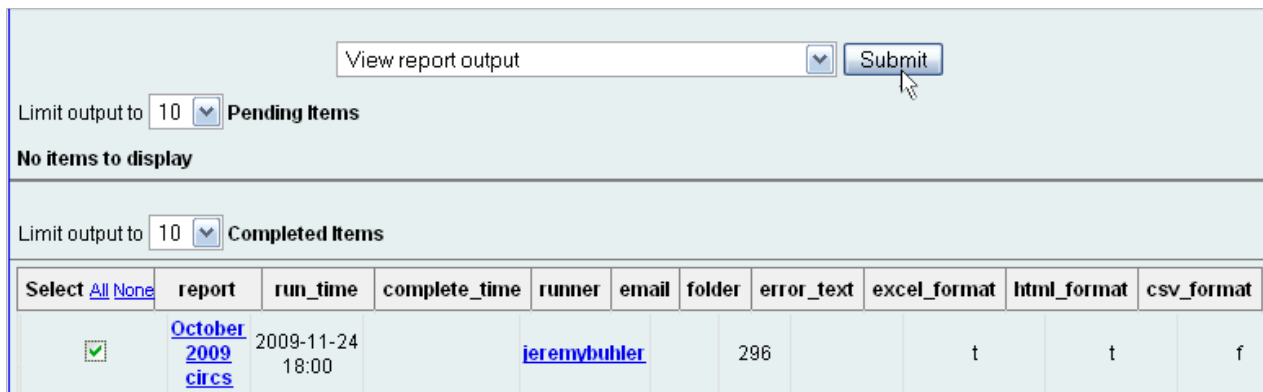 View report output Submit
Limit output to 10 Pending Items
No items to display
Limit output to 10 Completed Items
Select All None report run_time complete_time runner email folder error_text excel_format html_format csv_format
October 2009 circs 2009-11-24 18:00 jeremybuhler 296 t t f